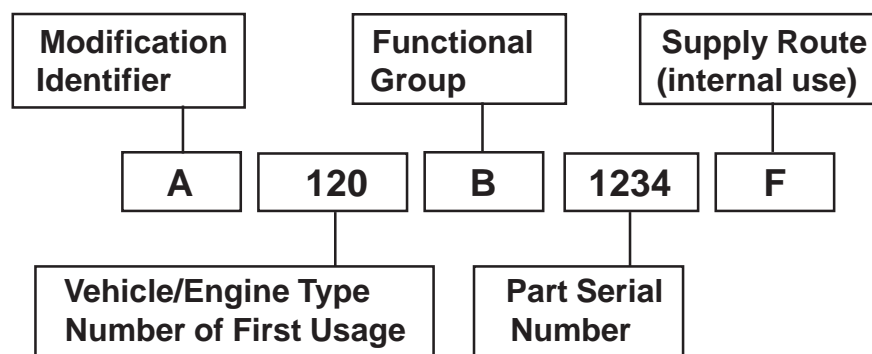 Modification
Identifier
Functional
Group
Supply Route
(internal use)
A
120
B
1234
F
Vehicle/Engine Type
Number of First Usage
Part Serial
Number